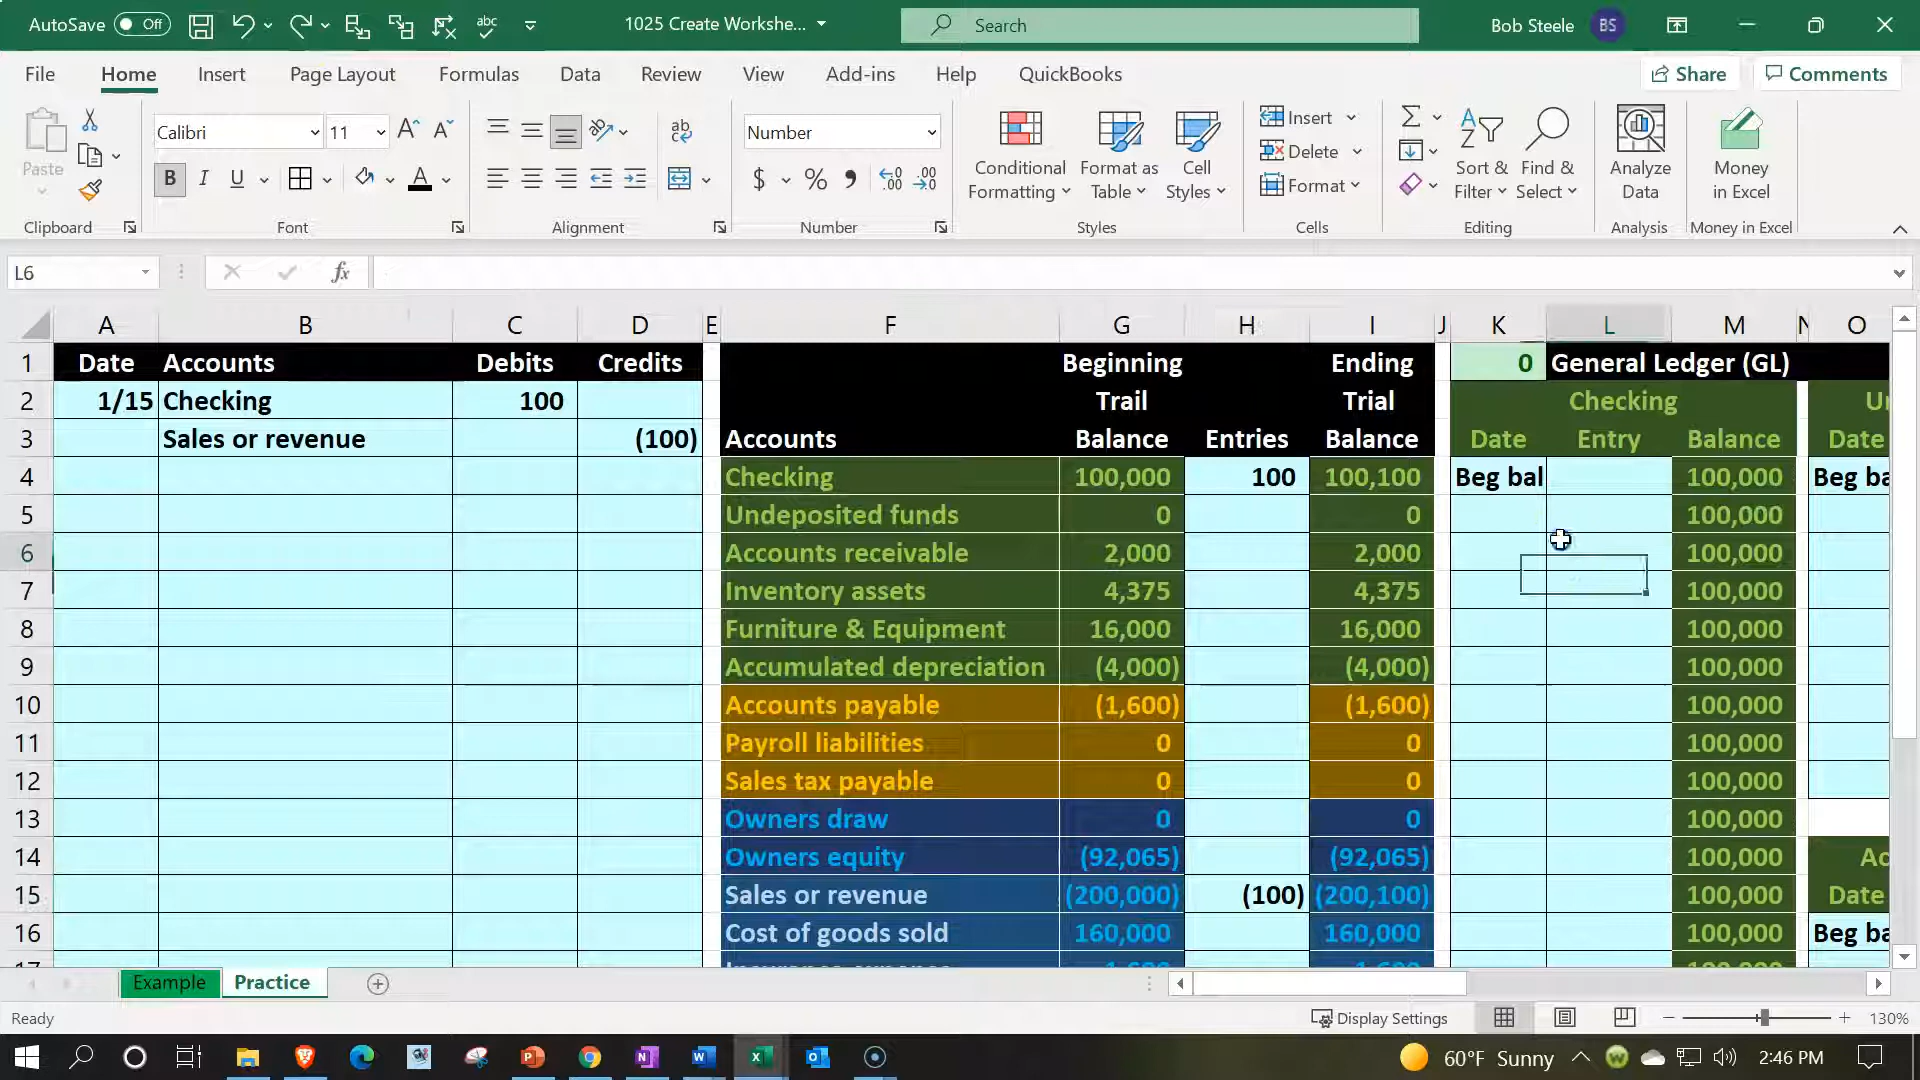 AutoSave Off abc 1025 Create Workshe... Search Bob Steele BS
File Home Insert Page Layout Formulas Data Review View Add-ins Help QuickBooks Share Comments
Paste Calibri 11 ab Number $ % Conditional Formatting Format as Table Cell Styles Insert Delete Format Sort & Filter Find & Select Analyze Data Money in Excel
B I U A
Clipboard Font Alignment Number Styles Cells Editing Analysis Money in Excel
L6 fx
A B C D E F G H I J K L M N O
1 Date Accounts Debits Credits Beginning Ending 0 General Ledger (GL)
2 1/15 Checking 100 Trail Trial Checking
3 Sales or revenue (100) Accounts Balance Entries Balance Date Entry Balance Date
4 Checking 100,000 100 100,100 Beg bal 100,000 Beg ba
5 Undeposited funds 0 0 100,000
6 Accounts receivable 2,000 2,000 100,000
7 Inventory assets 4,375 4,375 100,000
8 Furniture & Equipment 16,000 16,000 100,000
9 Accumulated depreciation (4,000) (4,000) 100,000
10 Accounts payable (1,600) (1,600) 100,000
11 Payroll liabilities 0 0 100,000
12 Sales tax payable 0 0 100,000
13 Owners draw 0 0 100,000
14 Owners equity (92,065) (92,065) 100,000 Ac
15 Sales or revenue (200,000) (100) (200,100) 100,000 Date
16 Cost of goods sold 160,000 160,000 100,000 Beg ba
Example Practice
Ready Display Settings 130%
60°F Sunny 2:46 PM